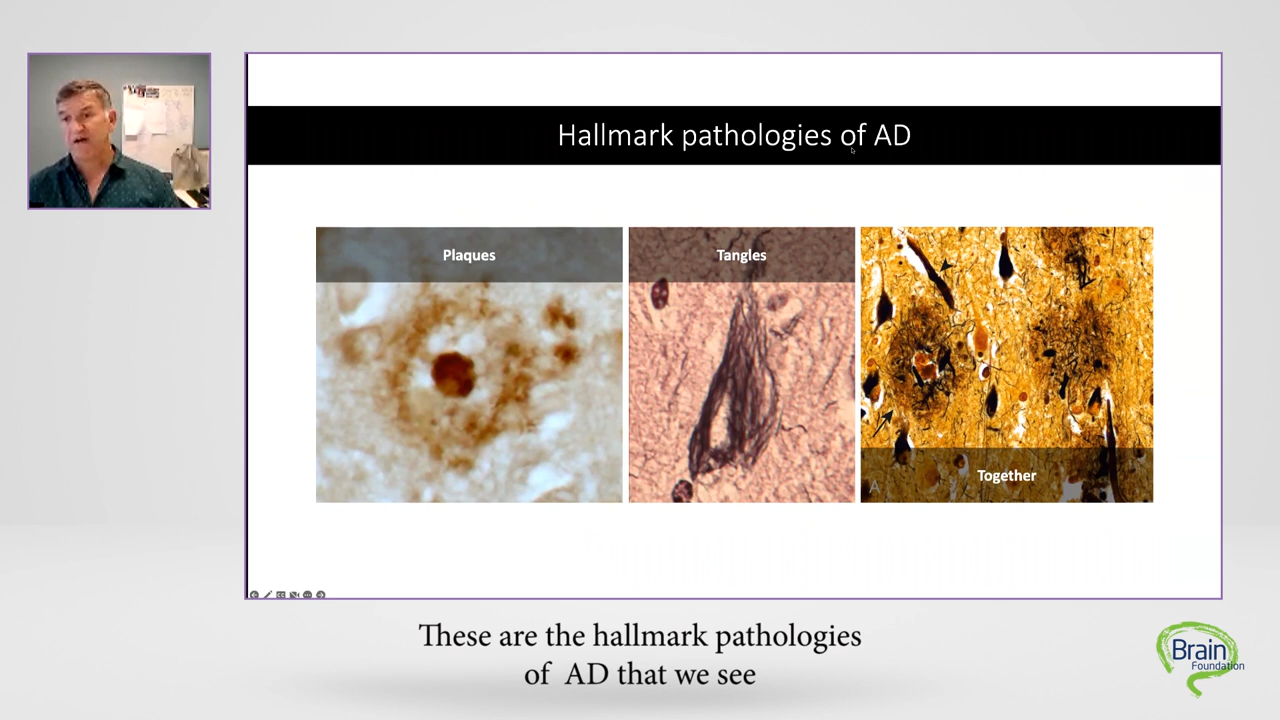 Hallmark pathologies of AD
Plaques
Tangles
Together
A
These are the hallmark pathologies
of AD that we see
Brain
Foundation